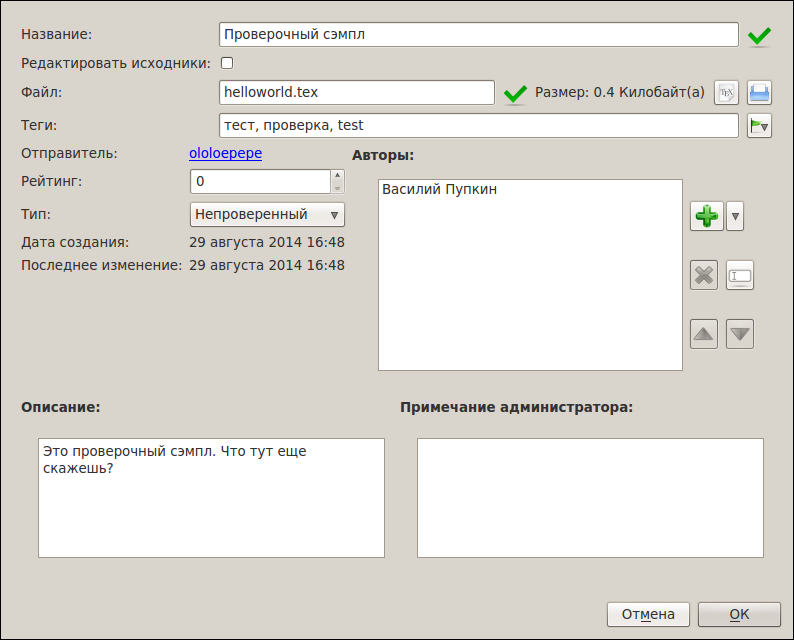 Название: Проверочный сэмпл
Редактировать исходники:
Файл: helloworld.tex Размер: 0.4 Килобайт(а) TEX
Теги: тест, проверка, test
Отправитель: ololoepepe Авторы:
Рейтинг: 0
Василий Пупкин
Тип: Непроверенный
Дата создания: 29 августа 2014 16:48
Последнее изменение: 29 августа 2014 16:48
Описание: Примечание администратора:
Это проверочный сэмпл. Что тут еще
скажешь?
Отмена ОК